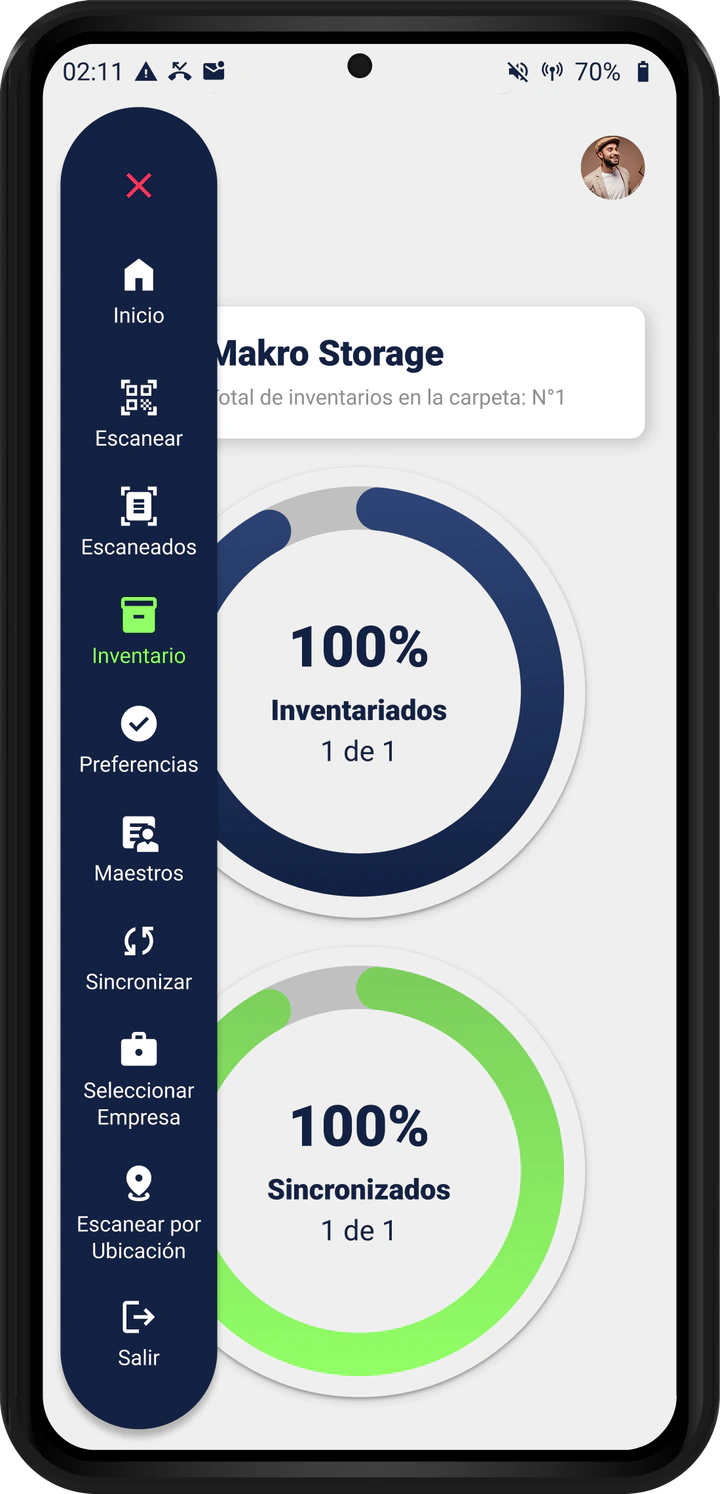 02:11
70%
Inicio
Escanear
Escaneados
Inventario
Preferencias
Maestros
Sincronizar
Seleccionar
Empresa
Escanear por
Ubicación
Salir
Makro Storage
Total de inventarios en la carpeta: N°1
100%
Inventariados
1 de 1
100%
Sincronizados
1 de 1